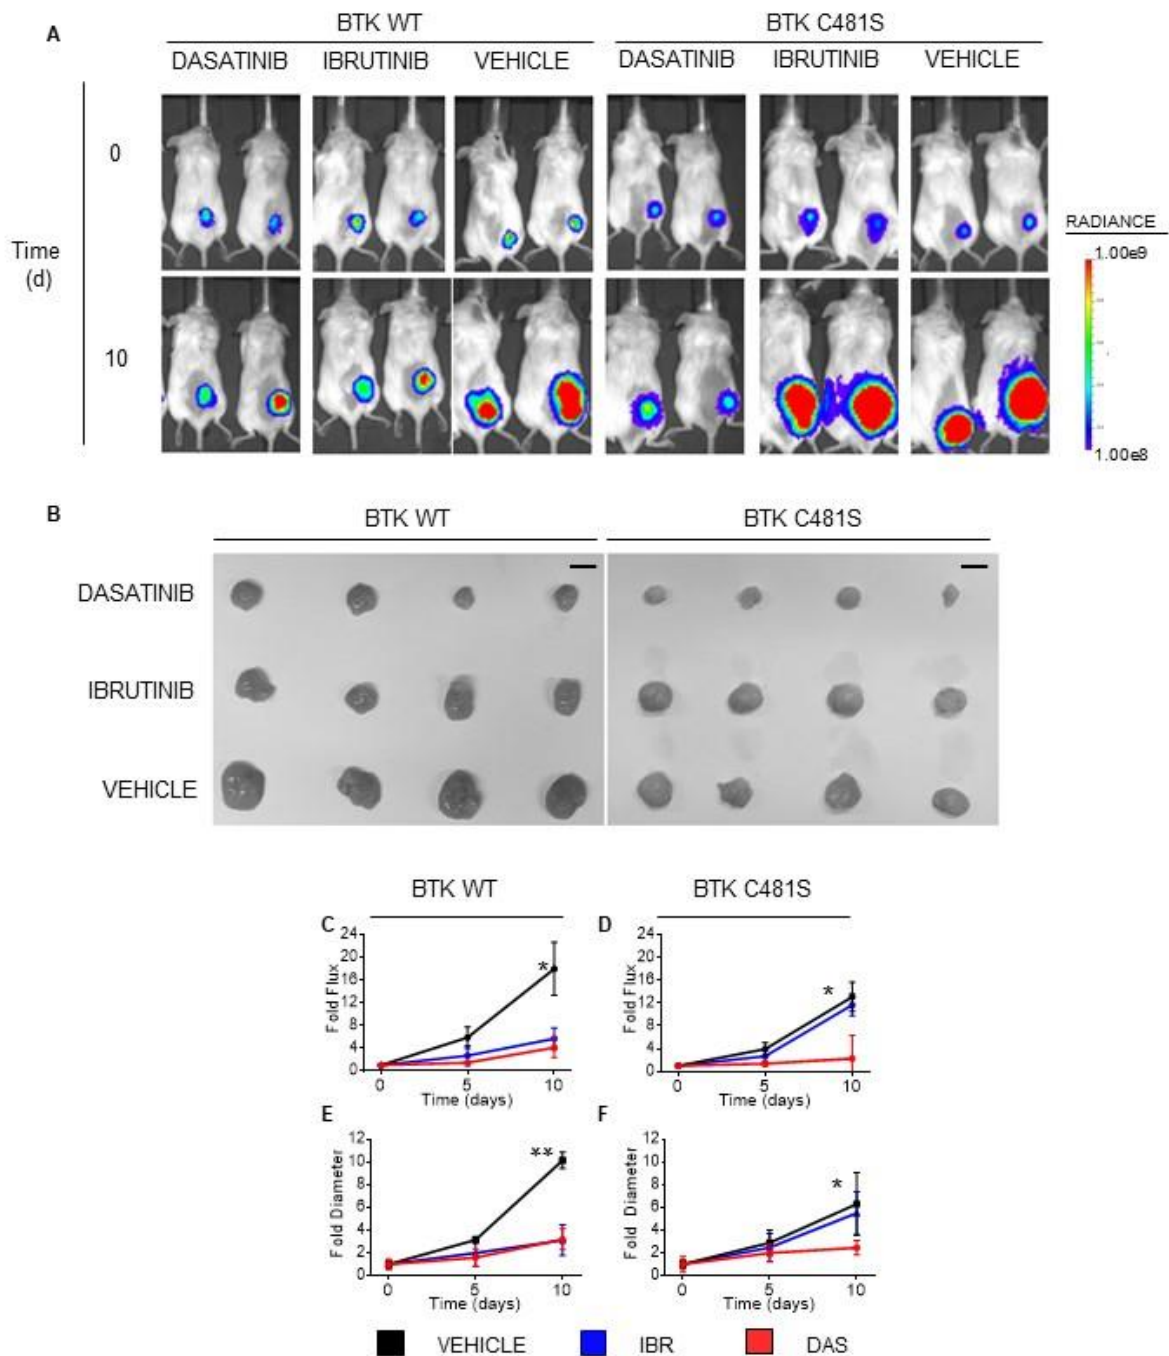 A
BTK WT
BTK C481S
DASATINIB IBRUTINIB VEHICLE DASATINIB IBRUTINIB VEHICLE
0
Time
(d)
10
RADIANCE
1.00e9
1.00e8
B
BTK WT
BTK C481S
DASATINIB
IBRUTINIB
VEHICLE
BTK WT
BTK C481S
C
Fold Flux
24
20
16
12
8
4
0
*
0 5 10
Time (days)
D
Fold Flux
24
20
16
12
8
4
0
*
0 5 10
Time (days)
E
Fold Diameter
12
10
8
6
4
2
0
**
0 5 10
Time (days)
F
Fold Diameter
12
10
8
6
4
2
0
*
0 5 10
Time (days)
VEHICLE IBR DAS